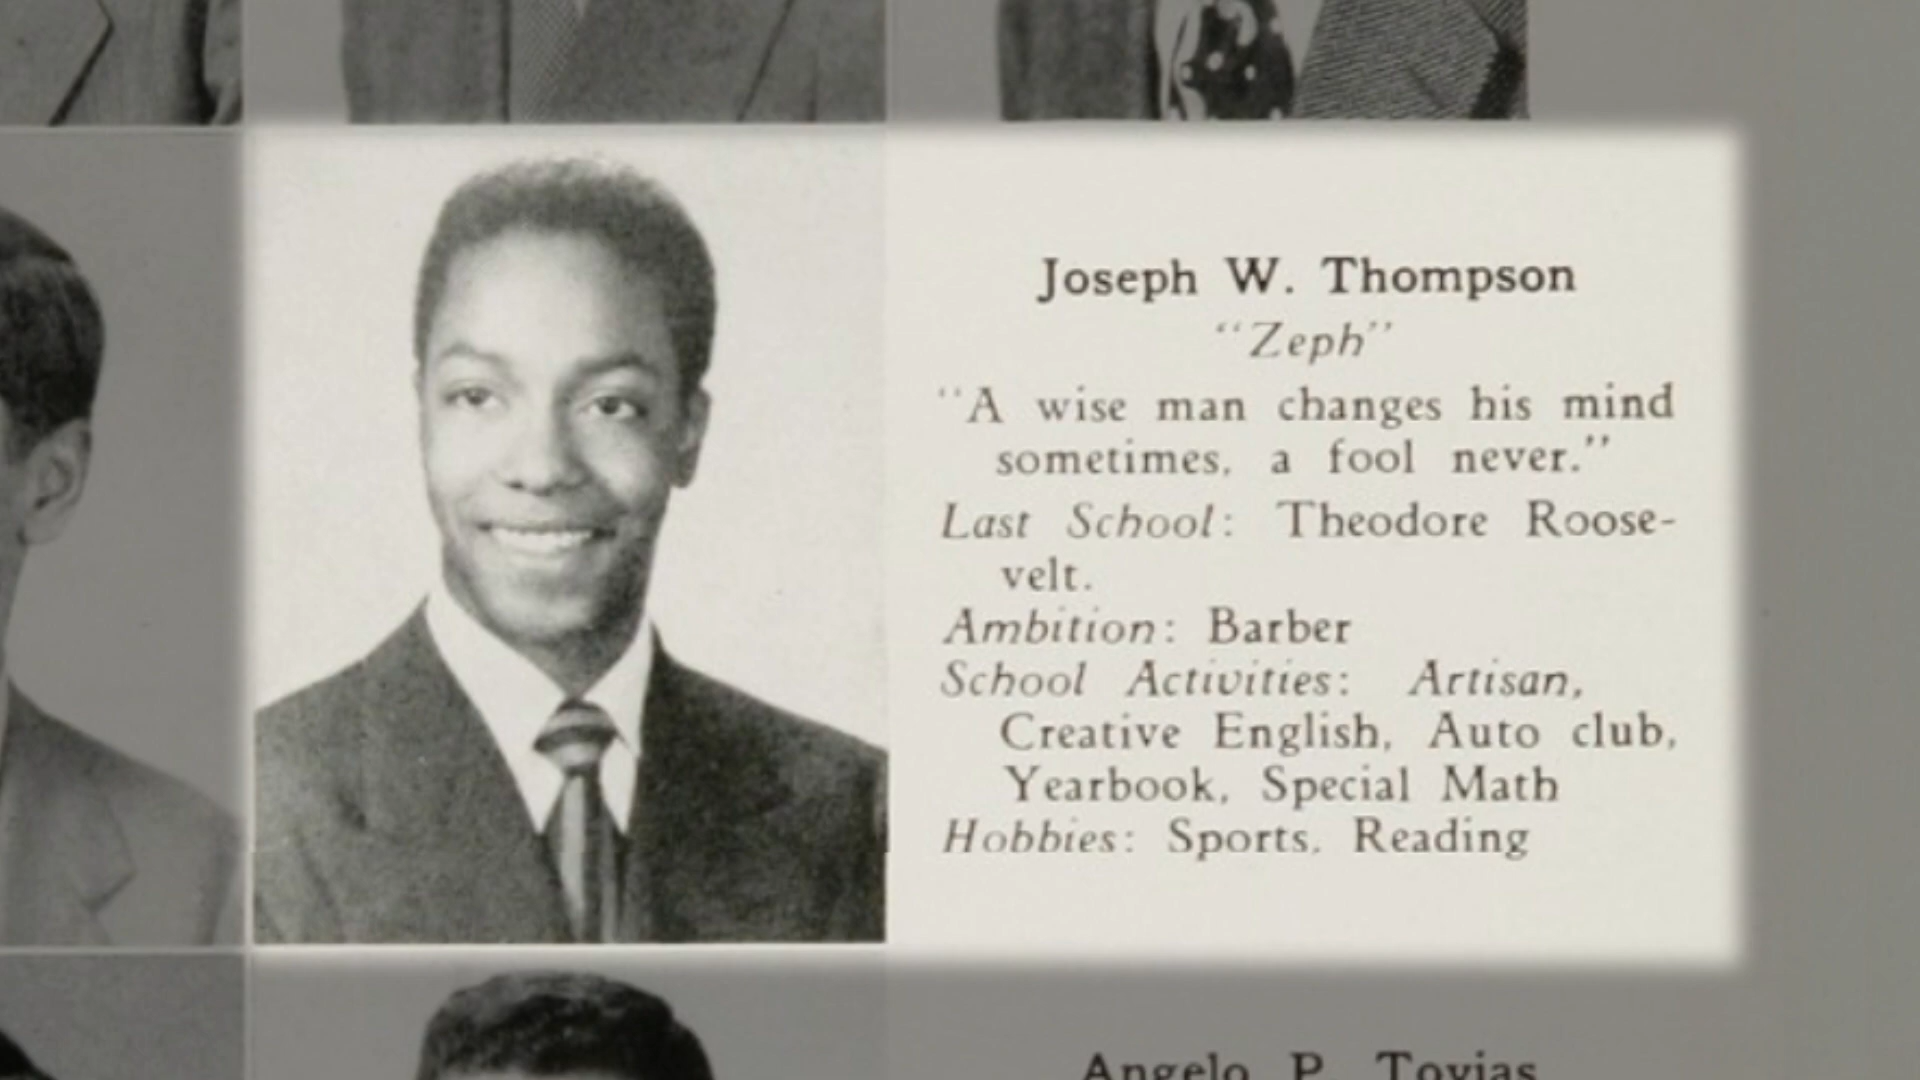 Joseph W. Thompson
"Zeph"
"A wise man changes his mind
sometimes, a fool never."
Last School: Theodore Roose-
velt.
Ambition: Barber
School Activities: Artisan,
Creative English, Auto club,
Yearbook, Special Math
Hobbies: Sports, Reading
Angelo P. Tovias